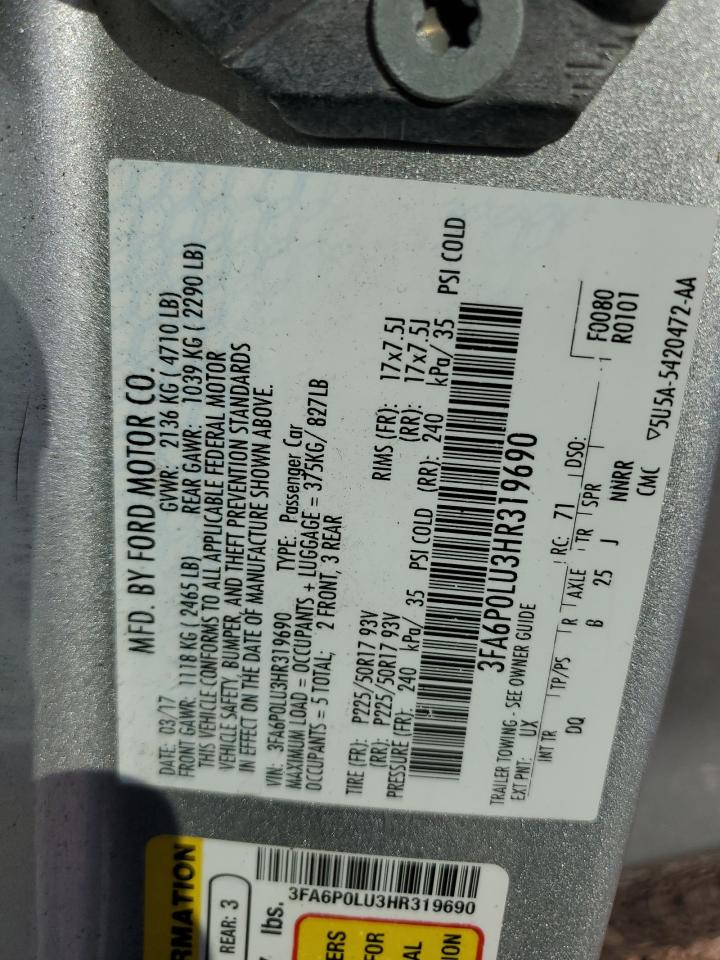 MFD. BY FORD MOTOR CO.
DATE: 03/17 GVWR: 2136 KG ( 4710 LB)
FRONT GAWR: 1118 KG ( 2465 LB) REAR GAWR: 1039 KG ( 2290 LB)
THIS VEHICLE CONFORMS TO ALL APPLICABLE FEDERAL MOTOR
VEHICLE SAFETY, BUMPER, AND THEFT PREVENTION STANDARDS
IN EFFECT ON THE DATE OF MANUFACTURE SHOWN ABOVE.
VIN: 3FA6P0LU3HR319690 TYPE: Passenger Car
MAXIMUM LOAD = OCCUPANTS + LUGGAGE = 375KG/ 827LB
OCCUPANTS = 5 TOTAL; 2 FRONT, 3 REAR
TIRE (FR): P225/50R17 93V RIMS (FR): 17x7.5J
(RR): P225/50R17 93V (RR): 17x7.5J
PRESSURE (FR): 240 kPa/ 35 PSI COLD (RR): 240 kPa/ 35 PSI COLD
3FA6P0LU3HR319690
TRAILER TOWING - SEE OWNER GUIDE
EXT PNT: UX RC: 71 DSO: F0080
R0101
INT TR TP/PS R AXLE TR SPR
DQ B 25 J NNRR
CMC ▽5U5A-5420472-AA
RMATION
REAR: 3
lbs.
3FA6P0LU3HR319690
ERS
FOR
AL
ION